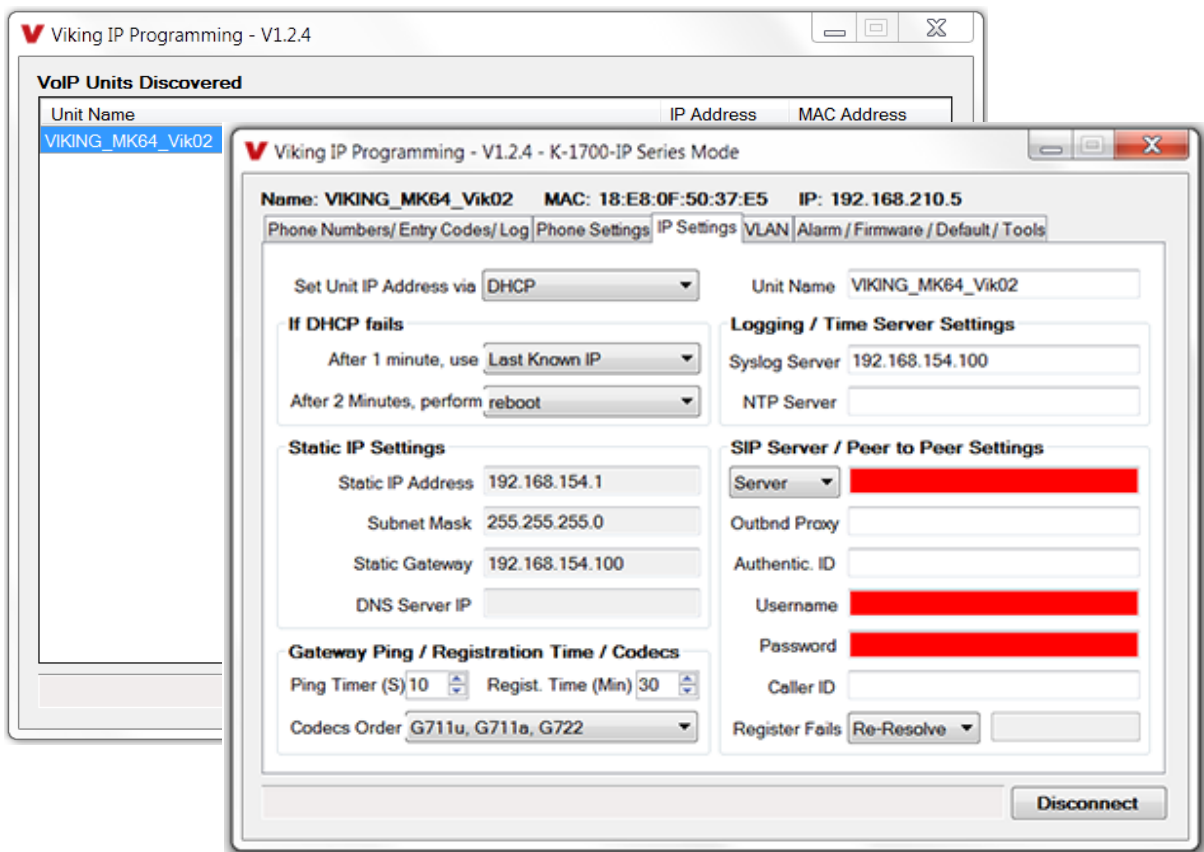 Viking IP Programming - V1.2.4
VoIP Units Discovered
Unit Name IP Address MAC Address
VIKING_MK64_Vik02
Viking IP Programming - V1.2.4 - K-1700-IP Series Mode
Name: VIKING_MK64_Vik02 MAC: 18:E8:0F:50:37:E5 IP: 192.168.210.5
Phone Numbers/ Entry Codes/ Log Phone Settings IP Settings VLAN Alarm / Firmware / Default / Tools
Set Unit IP Address via DHCP
If DHCP fails
After 1 minute, use Last Known IP
After 2 Minutes, perform reboot
Static IP Settings
Static IP Address 192.168.154.1
Subnet Mask 255.255.255.0
Static Gateway 192.168.154.100
DNS Server IP
Gateway Ping / Registration Time / Codecs
Ping Timer (S) 10 Regist. Time (Min) 30
Codecs Order G711u, G711a, G722
Unit Name VIKING_MK64_Vik02
Logging / Time Server Settings
Syslog Server 192.168.154.100
NTP Server
SIP Server / Peer to Peer Settings
Server
Outbnd Proxy
Authentic. ID
Username
Password
Caller ID
Register Fails Re-Resolve
Disconnect